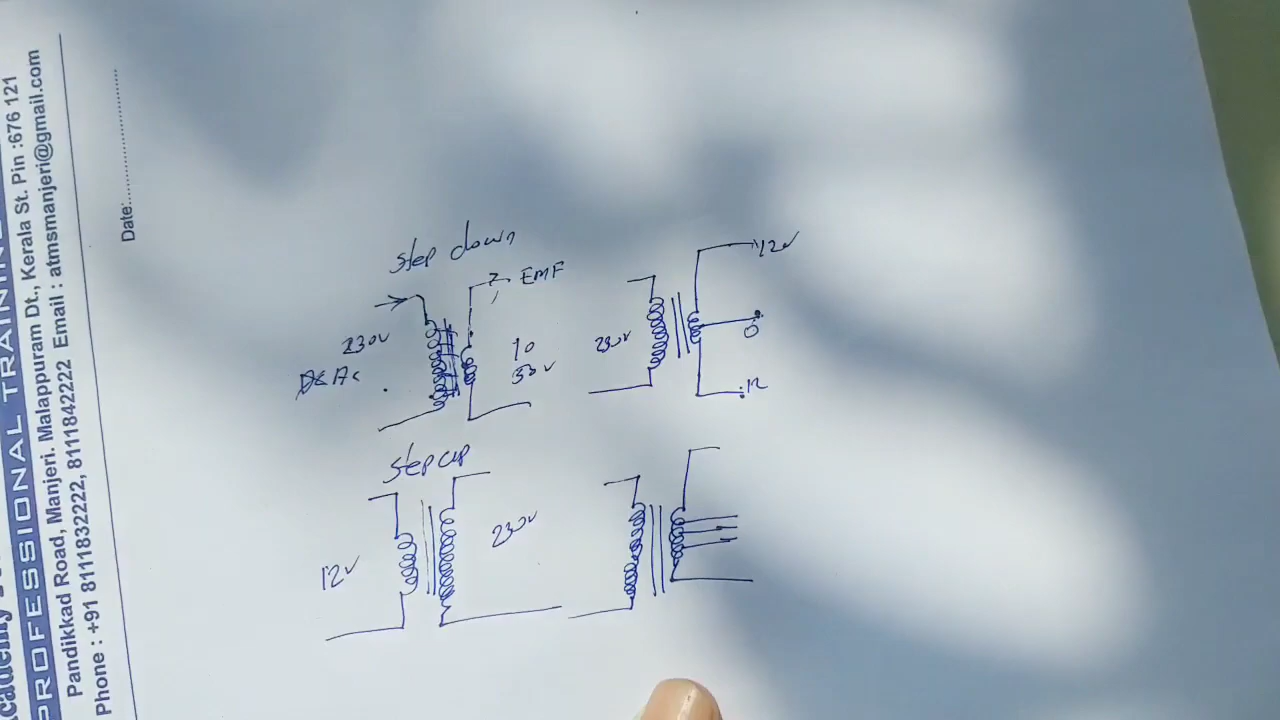 PROFESSIONAL TRAINING
Pandikkad Road, Manjeri. Malappuram Dt., Kerala St. Pin :676 121
Phone : +91 8111832222, 8111842222 Email : atmsmanjeri@gmail.com
Date:
Step down
EMF
230v
Ac
10
12v
230v
0
12
Step up
12v
230v